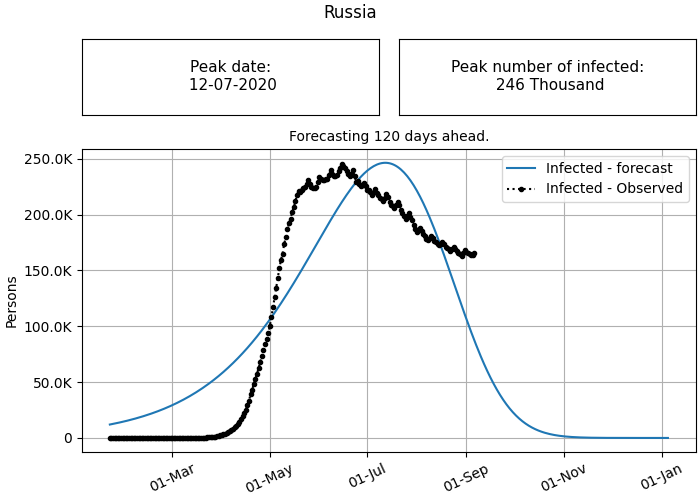 Russia
Peak date:
12-07-2020
Peak number of infected:
246 Thousand
Forecasting 120 days ahead.
Infected - forecast
Infected - Observed
250.0K
200.0K
150.0K
100.0K
50.0K
0
Persons
01-Mar
01-May
01-Jul
01-Sep
01-Nov
01-Jan